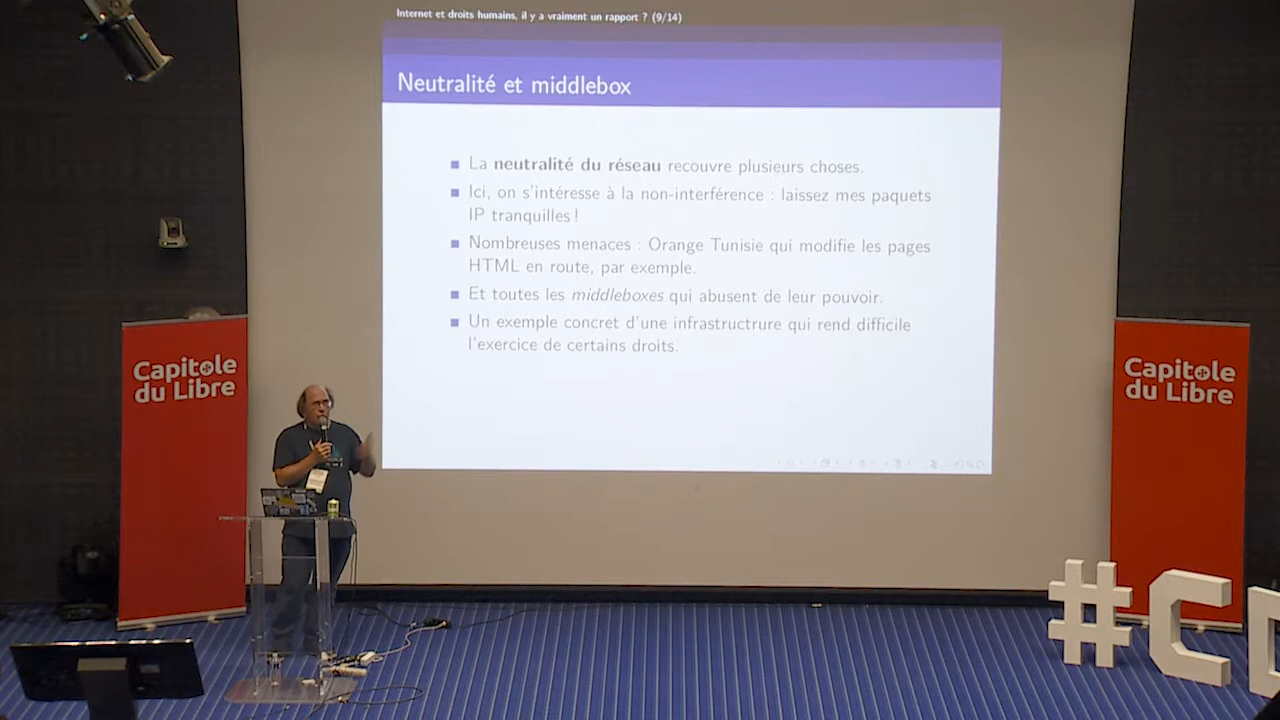 Internet et droits humains, il y a vraiment un rapport ? (9/14)
Neutralité et middlebox
La neutralité du réseau recouvre plusieurs choses.
Ici, on s'intéresse à la non-interférence : laissez mes paquets
IP tranquilles !
Nombreuses menaces : Orange Tunisie qui modifie les pages
HTML en route, par exemple.
Et toutes les middleboxes qui abusent de leur pouvoir.
Un exemple concret d'une infrastructrure qui rend difficile
l'exercice de certains droits.
Capitole
du Libre
Capitole
du Libre
#C